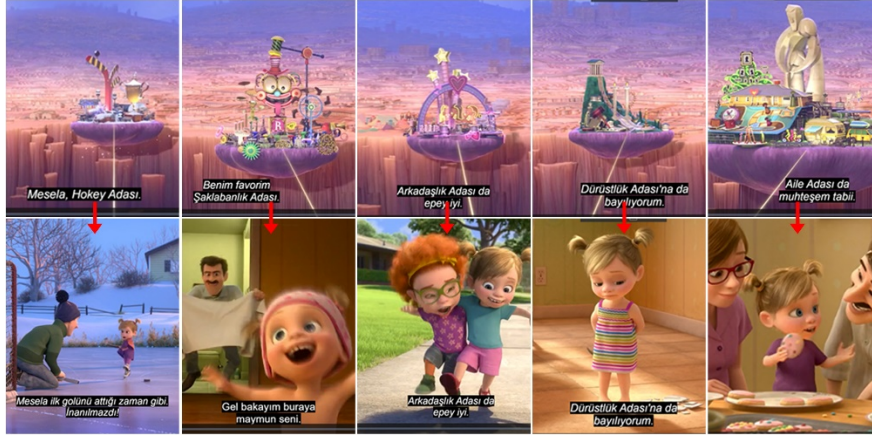 Mesela, Hokey Adası.
Benim favorim
Şaklabanlık Adası.
Arkadaşlık Adası da
epey iyi.
Dürüstlük Adası'na da
bayılıyorum.
Aile Adası da
muhteşem tabii.
Mesela ilk golünü attığı zaman gibi.
İnanılmazdı!
Gel bakayım buraya
maymun seni.
Arkadaşlık Adası da
epey iyi.
Dürüstlük Adası'na da
bayılıyorum.